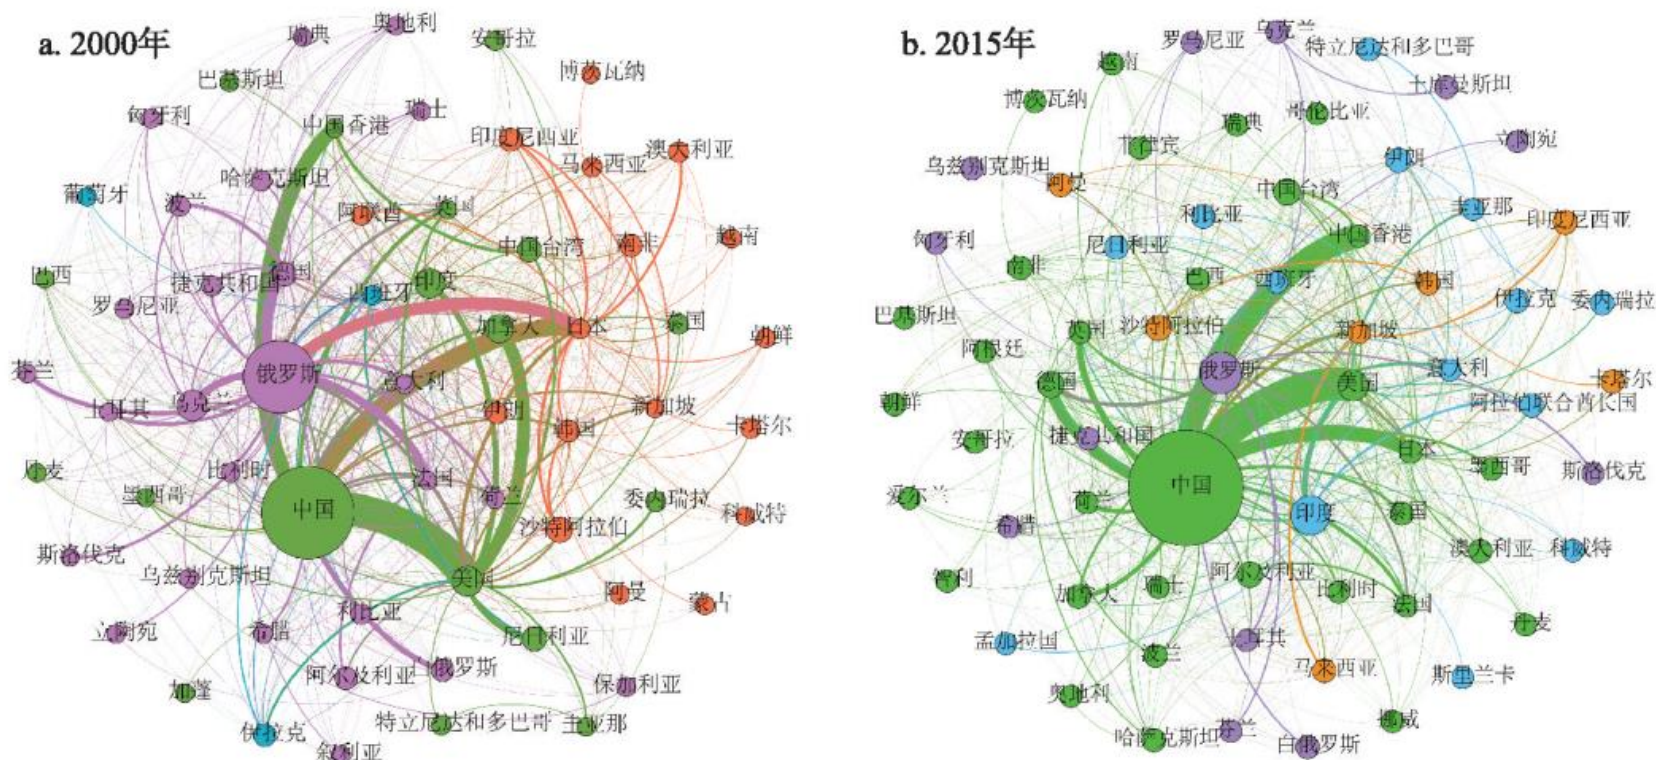 a. 2000年
奥地利
瑞典
安哥拉
巴基斯坦
博茨瓦纳
匈牙利
中国香港
瑞士
印度尼西亚
马来西亚
澳大利亚
哈萨克斯坦
葡萄牙
波兰
阿联酋
英国
中国台湾
南非
越南
巴西
捷克共和国
德国
西班牙
印度
罗马尼亚
加拿大
日本
泰国
朝鲜
芬兰
俄罗斯
意大利
土耳其
乌克兰
伊朗
韩国
新加坡
卡塔尔
丹麦
比利时
法国
墨西哥
荷兰
委内瑞拉
中国
沙特阿拉伯
科威特
斯洛伐克
乌兹别克斯坦
美国
阿曼
蒙古
利比亚
立陶宛
希腊
尼日利亚
阿尔及利亚
白俄罗斯
加蓬
保加利亚
伊拉克
特立尼达和多巴哥
圭亚那
叙利亚
b. 2015年
罗马尼亚
乌克兰
特立尼达和多巴哥
越南
土库曼斯坦
博茨瓦纳
瑞典
哥伦比亚
菲律宾
立陶宛
乌兹别克斯坦
阿曼
伊朗
中国台湾
利比亚
圭亚那
印度尼西亚
匈牙利
尼日利亚
中国香港
南非
巴西
西班牙
韩国
伊拉克
委内瑞拉
巴基斯坦
英国
沙特阿拉伯
新加坡
阿根廷
俄罗斯
意大利
德国
美国
卡塔尔
朝鲜
阿拉伯联合酋长国
安哥拉
捷克共和国
日本
墨西哥
斯洛伐克
中国
爱尔兰
荷兰
希腊
印度
泰国
澳大利亚
科威特
智利
加拿大
瑞士
阿尔及利亚
比利时
法国
丹麦
孟加拉国
波兰
土耳其
马来西亚
斯里兰卡
奥地利
挪威
哈萨克斯坦
芬兰
白俄罗斯